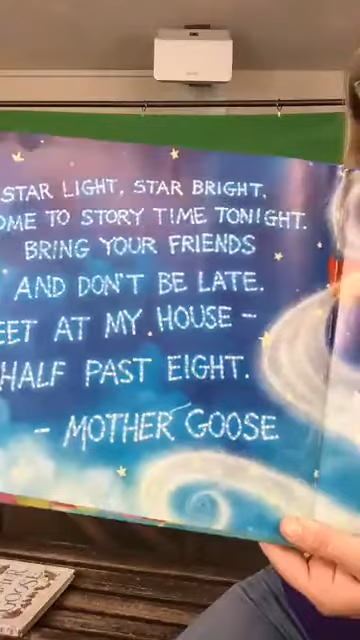 STAR LIGHT, STAR BRIGHT,
OME TO STORY TIME TONIGHT.
BRING YOUR FRIENDS
AND DON'T BE LATE.
EET AT MY HOUSE –
HALF PAST EIGHT.
– MOTHER GOOSE